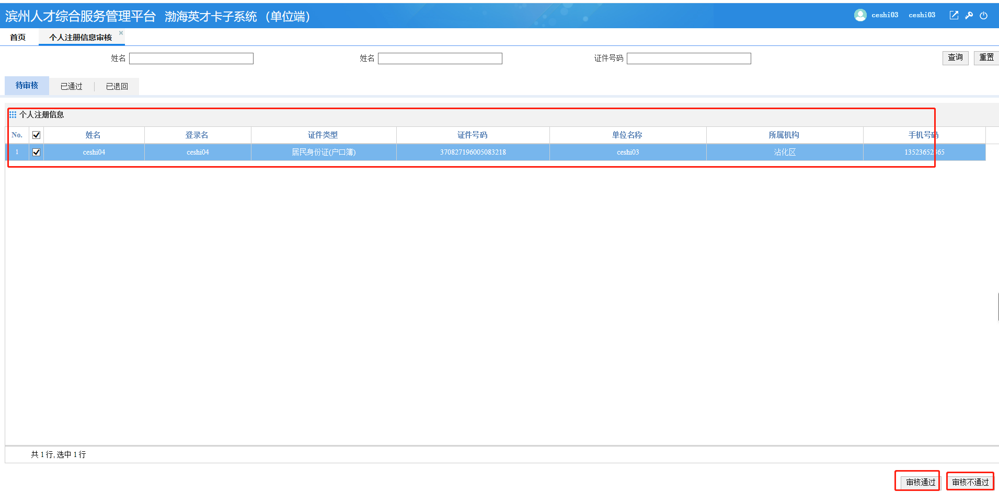 滨州人才综合服务管理平台 渤海英才卡子系统（单位端） ceshi03 ceshi03
首页 个人注册信息审核
姓名 姓名 证件号码 查询 重置
待审核 已通过 已退回
个人注册信息
No. 姓名 登录名 证件类型 证件号码 单位名称 所属机构 手机号码
1 ceshi04 ceshi04 居民身份证(户口簿) 370827196005083218 ceshi03 沾化区 13523652365
共 1 行, 选中 1 行
审核通过 审核不通过